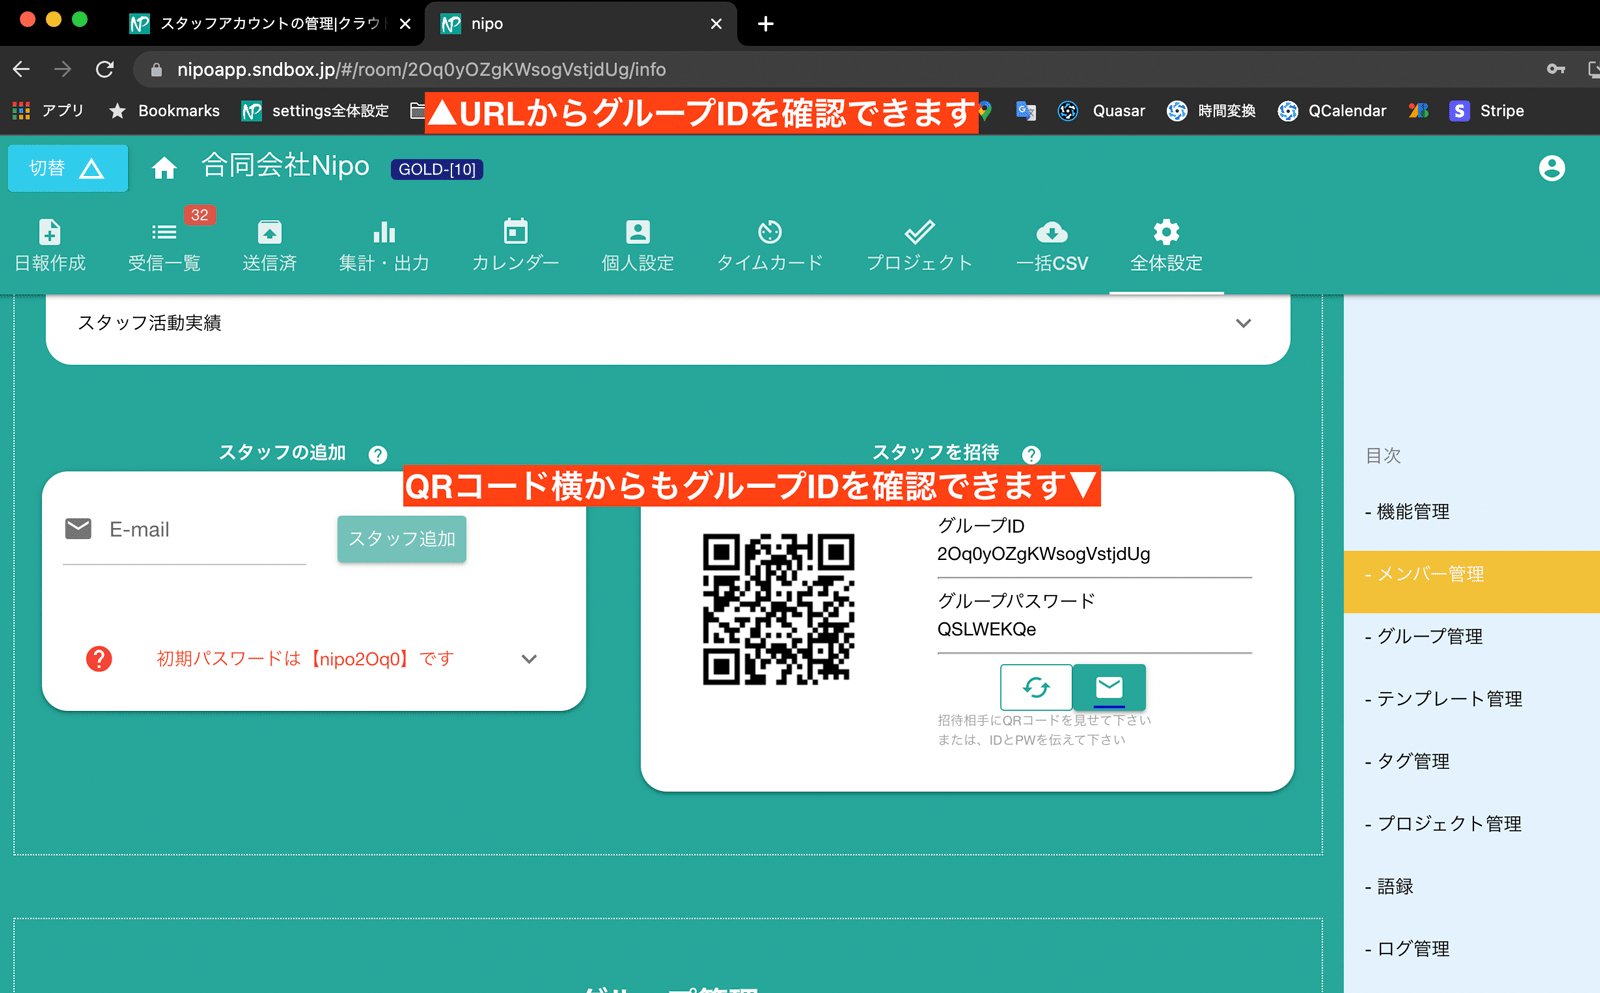 スタッフアカウントの管理|クラウ
nipo
nipoapp.sndbox.jp/#/room/2Oq0yOZgKWsogVstjdUg/info
アプリ
Bookmarks
settings全体設定
▲URLからグループIDを確認できます
Quasar
時間変換
QCalendar
Stripe
切替
合同会社Nipo
GOLD-[10]
32
日報作成
受信一覧
送信済
集計・出力
カレンダー
個人設定
タイムカード
プロジェクト
一括CSV
全体設定
スタッフ活動実績
スタッフの追加
スタッフを招待
QRコード横からもグループIDを確認できます▼
E-mail
スタッフ追加
初期パスワードは【nipo2Oq0】です
グループID
2Oq0yOZgKWsogVstjdUg
グループパスワード
QSLWEKQe
招待相手にQRコードを見せて下さい
または、IDとPWを伝えて下さい
目次
- 機能管理
- メンバー管理
- グループ管理
- テンプレート管理
- タグ管理
- プロジェクト管理
- 語録
- ログ管理
グループ管理